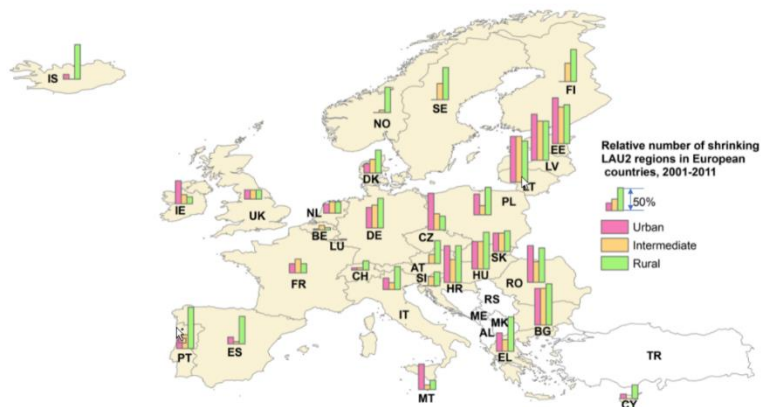 IS
FI
SE
NO
EE
LV
LT
DK
IE
UK
NL
BE
LU
DE
PL
CZ
SK
AT
HU
SI
HR
RO
CH
FR
IT
RS
ME
MK
AL
BG
EL
PT
ES
TR
MT
CY
Relative number of shrinking
LAU2 regions in European
countries, 2001-2011
50%
Urban
Intermediate
Rural